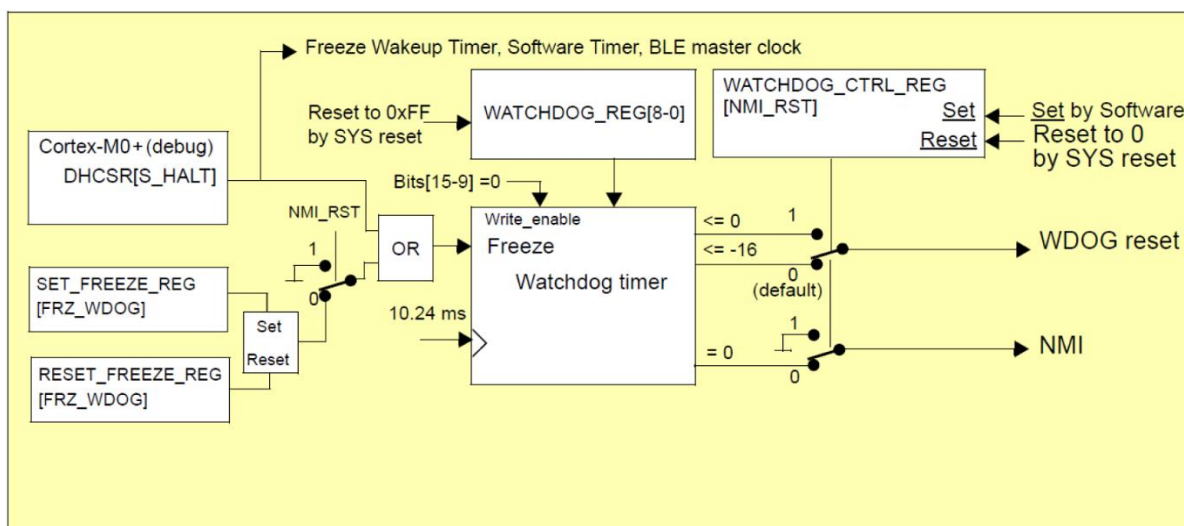 Freeze Wakeup Timer, Software Timer, BLE master clock
Reset to 0xFF
by SYS reset
WATCHDOG_REG[8-0]
WATCHDOG_CTRL_REG
[NMI_RST]
Set
Reset
Set by Software
Reset to 0
by SYS reset
Cortex-M0+(debug)
DHCSR[S_HALT]
Bits[15-9] =0
NMI_RST
1
0
OR
SET_FREEZE_REG
[FRZ_WDOG]
Set
Reset
RESET_FREEZE_REG
[FRZ_WDOG]
10.24 ms
Write_enable
Freeze
Watchdog timer
<= 0
1
<= -16
0
(default)
WDOG reset
= 0
1
0
NMI